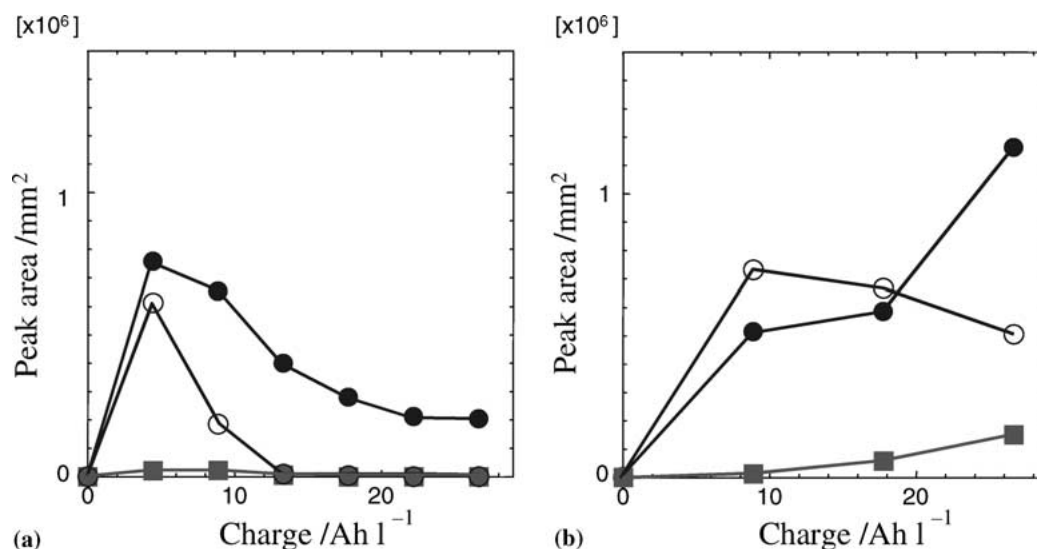 [x10⁶]
Peak area /mm²
1
0
0
10
20
Charge /Ah l⁻¹
(a)
[x10⁶]
Peak area /mm²
1
0
0
10
20
Charge /Ah l⁻¹
(b)